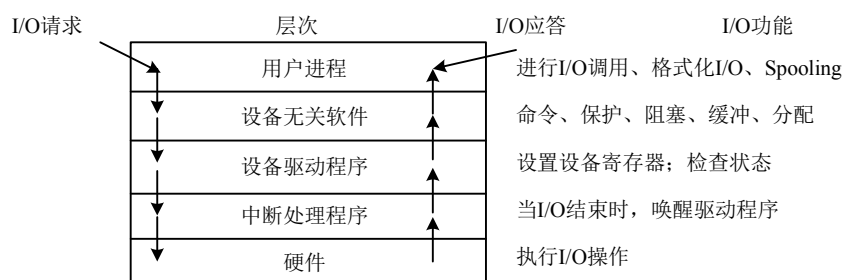 I/O请求 层次 I/O应答 I/O功能
用户进程 进行I/O调用、格式化I/O、Spooling
设备无关软件 命令、保护、阻塞、缓冲、分配
设备驱动程序 设置设备寄存器；检查状态
中断处理程序 当I/O结束时，唤醒驱动程序
硬件 执行I/O操作